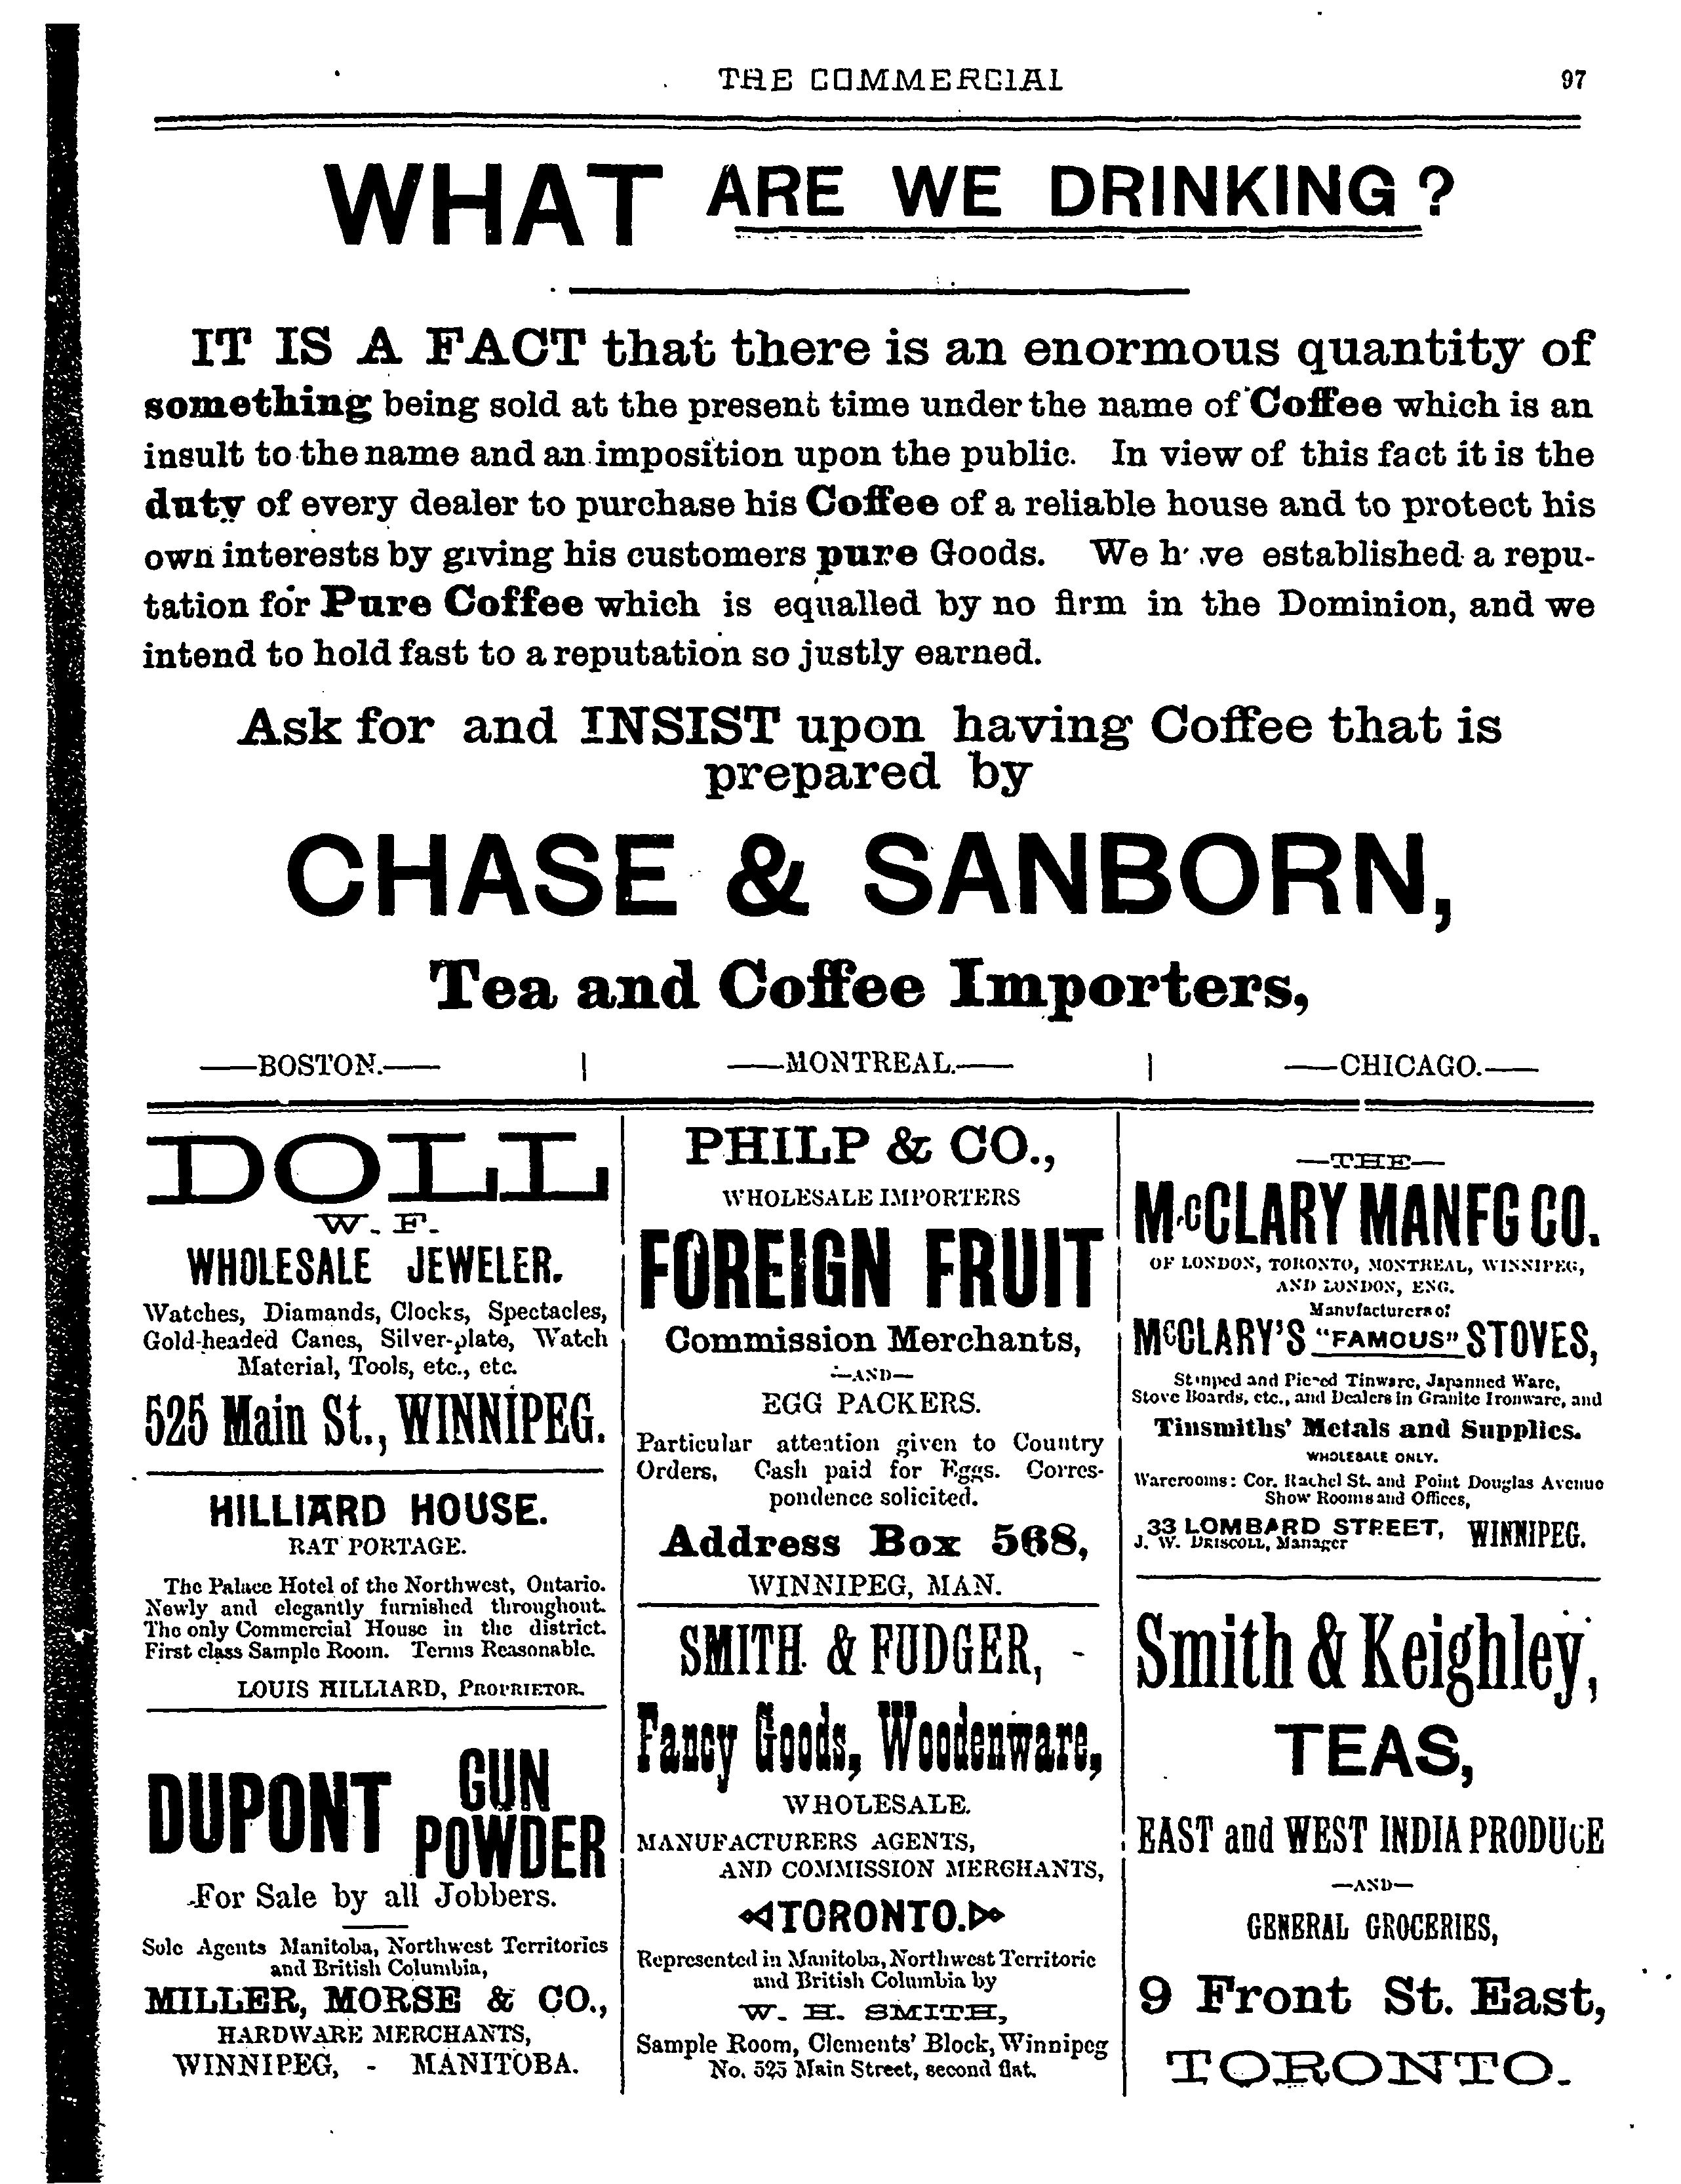 THE COMMERCIAL 97
WHAT ARE WE DRINKING?
IT IS A FACT that there is an enormous quantity of
something being sold at the present time under the name of Coffee which is an
insult to the name and an imposition upon the public. In view of this fact it is the
duty of every dealer to purchase his Coffee of a reliable house and to protect his
own interests by giving his customers pure Goods. We h ve established a repu-
tation for Pure Coffee which is equalled by no firm in the Dominion, and we
intend to hold fast to a reputation so justly earned.
Ask for and INSIST upon having Coffee that is
prepared by
CHASE & SANBORN,
Tea and Coffee Importers,
—BOSTON.— | —MONTREAL.— | —CHICAGO.—
DOLL
W. F.
WHOLESALE JEWELER.
Watches, Diamands, Clocks, Spectacles,
Gold-headed Canes, Silver-plate, Watch
Material, Tools, etc., etc.
525 Main St., WINNIPEG.
HILLIARD HOUSE.
RAT PORTAGE.
The Palace Hotel of the Northwest, Ontario.
Newly and elegantly furnished throughout.
The only Commercial House in the district.
First class Sample Room. Terms Reasonable.
LOUIS HILLIARD, PROPRIETOR.
DUPONT GUN
POWDER
For Sale by all Jobbers.
Sole Agents Manitoba, Northwest Territories
and British Columbia,
MILLER, MORSE & CO.,
HARDWARE MERCHANTS,
WINNIPEG, - MANITOBA.
PHILP & CO.,
WHOLESALE IMPORTERS
FOREIGN FRUIT
Commission Merchants,
—AND—
EGG PACKERS.
Particular attention given to Country
Orders, Cash paid for Eggs. Corres-
pondence solicited.
Address Box 568,
WINNIPEG, MAN.
SMITH & FUDGER, -
Fancy Goods, Woodenware,
WHOLESALE.
MANUFACTURERS AGENTS,
AND COMMISSION MERCHANTS,
TORONTO.
Represented in Manitoba, Northwest Territorie
and British Columbia by
W. H. SMITH,
Sample Room, Clements' Block, Winnipeg
No. 525 Main Street, second flat.
—THE—
McCLARY MANFG CO.
OF LONDON, TORONTO, MONTREAL, WINNIPEG,
AND LONDON, ENG.
Manufacturers of
McCLARY'S "FAMOUS" STOVES,
Stamped and Pieced Tinware, Japanned Ware,
Stove Boards, etc., and Dealers in Granite Ironware, and
Tinsmiths' Metals and Supplies.
WHOLESALE ONLY.
Warerooms: Cor. Rachel St. and Point Douglas Avenue
Show Rooms and Offices,
33 LOMBARD STREET, WINNIPEG.
J. W. DRISCOLL, Manager
Smith & Keighley,
TEAS,
EAST and WEST INDIA PRODUCE
—AND—
GENERAL GROCERIES,
9 Front St. East,
TORONTO.